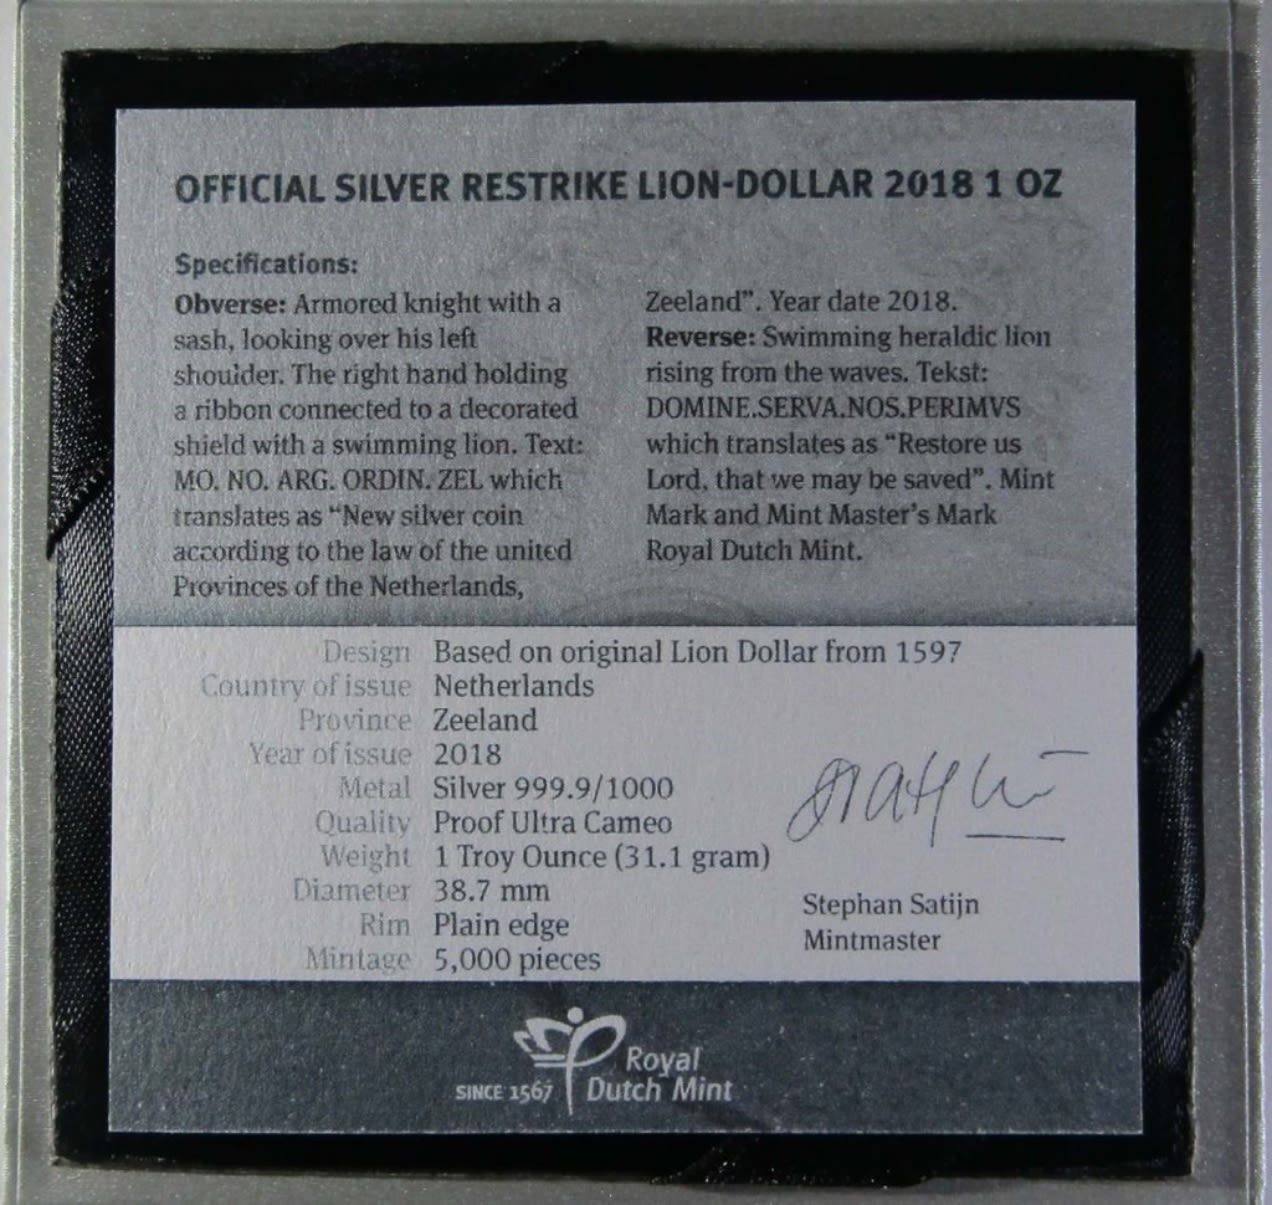 OFFICIAL SILVER RESTRIKE LION-DOLLAR 2018 1 OZ
Specifications:
Obverse: Armored knight with a
sash, looking over his left
shoulder. The right hand holding
a ribbon connected to a decorated
shield with a swimming lion. Text:
MO. NO. ARG. ORDIN. ZEL which
translates as “New silver coin
according to the law of the united
Provinces of the Netherlands,
Zeeland”. Year date 2018.
Reverse: Swimming heraldic lion
rising from the waves. Tekst:
DOMINE.SERVA.NOS.PERIMVS
which translates as “Restore us
Lord, that we may be saved”. Mint
Mark and Mint Master’s Mark
Royal Dutch Mint.
Design Based on original Lion Dollar from 1597
Country of issue Netherlands
Province Zeeland
Year of issue 2018
Metal Silver 999.9/1000
Quality Proof Ultra Cameo
Weight 1 Troy Ounce (31.1 gram)
Diameter 38.7 mm
Rim Plain edge
Mintage 5,000 pieces
Stephan Satijn
Mintmaster
SINCE 1567
Royal
Dutch Mint